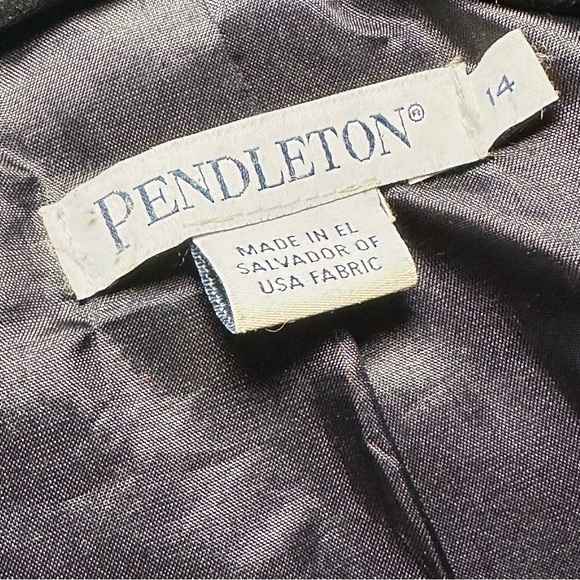 PENDLETON®
14
MADE IN EL
SALVADOR OF
USA FABRIC